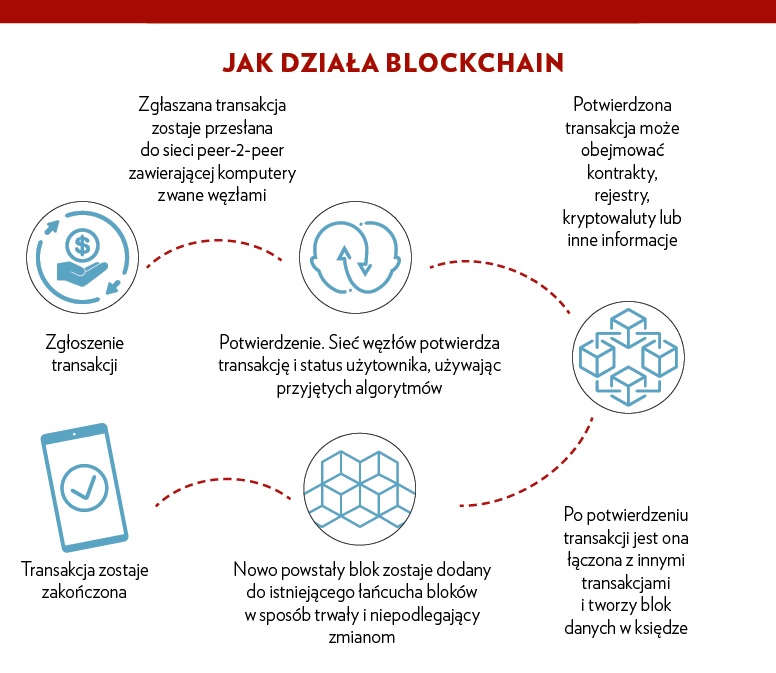 JAK DZIAŁA BLOCKCHAIN
Zgłaszana transakcja
zostaje przesłana
do sieci peer-2-peer
zawierającej komputery
zwane węzłami
Potwierdzona
transakcja może
obejmować
kontrakty,
rejestry,
kryptowaluty lub
inne informacje
$
Zgłoszenie
transakcji
Potwierdzenie. Sieć węzłów potwierdza
transakcję i status użytownika, używając
przyjętych algorytmów
Po potwierdzeniu
transakcji jest ona
łączona z innymi
transakcjami
i tworzy blok
danych w księdze
Nowo powstały blok zostaje dodany
do istniejącego łańcucha bloków
w sposób trwały i niepodlegający
zmianom
Transakcja zostaje
zakończona